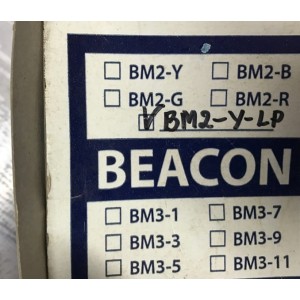 ☐ BM2-Y ☐ BM2-B
☐ BM2-G ☐ BM2-R
☑ BM2-Y-LP
BEACON
☐ BM3-1 ☐ BM3-7
☐ BM3-3 ☐ BM3-9
☐ BM3-5 ☐ BM3-11